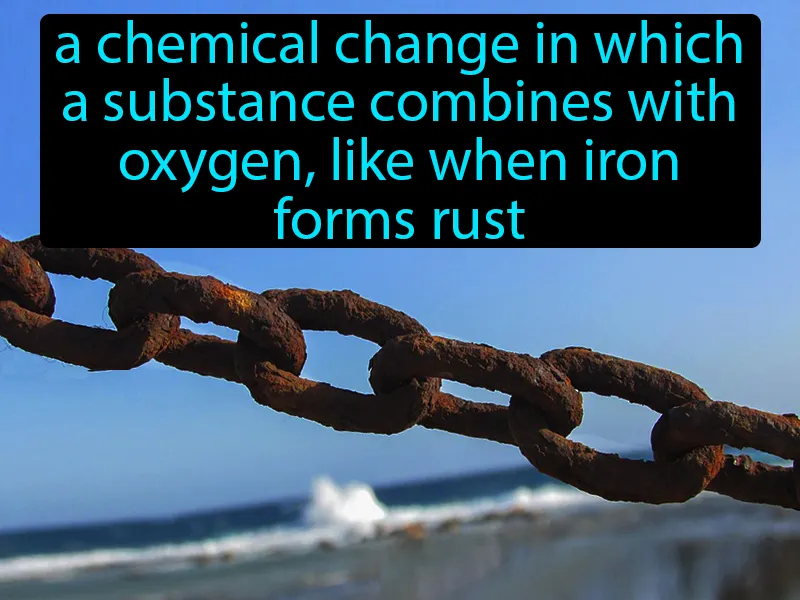 a chemical change in which
a substance combines with
oxygen, like when iron
forms rust